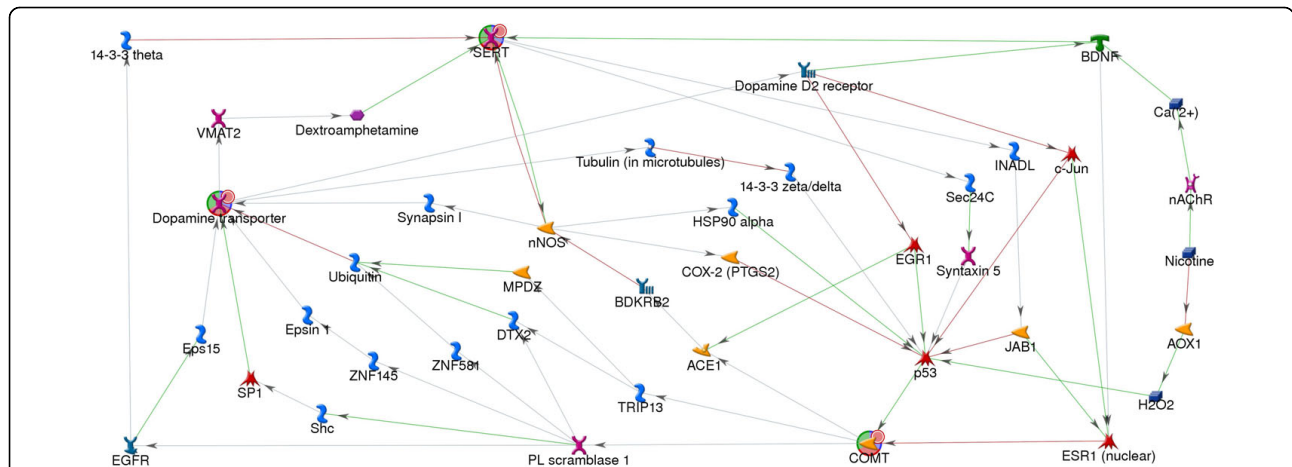 14-3-3 theta
SERT
BDNF
Dopamine D2 receptor
Ca(2+)
VMAT2
Dextroamphetamine
Tubulin (in microtubules)
INADL
c-Jun
14-3-3 zeta/delta
Sec24C
nAChR
Dopamine transporter
Synapsin I
HSP90 alpha
nNOS
EGR1
Syntaxin 5
Nicotine
COX-2 (PTGS2)
Ubiquitin
MPDZ
BDKRB2
Epsin 1
DTX2
Eps15
ZNF145
ZNF581
ACE1
p53
JAB1
AOX1
SP1
TRIP13
H2O2
Shc
EGFR
PL scramblase 1
COMT
ESR1 (nuclear)